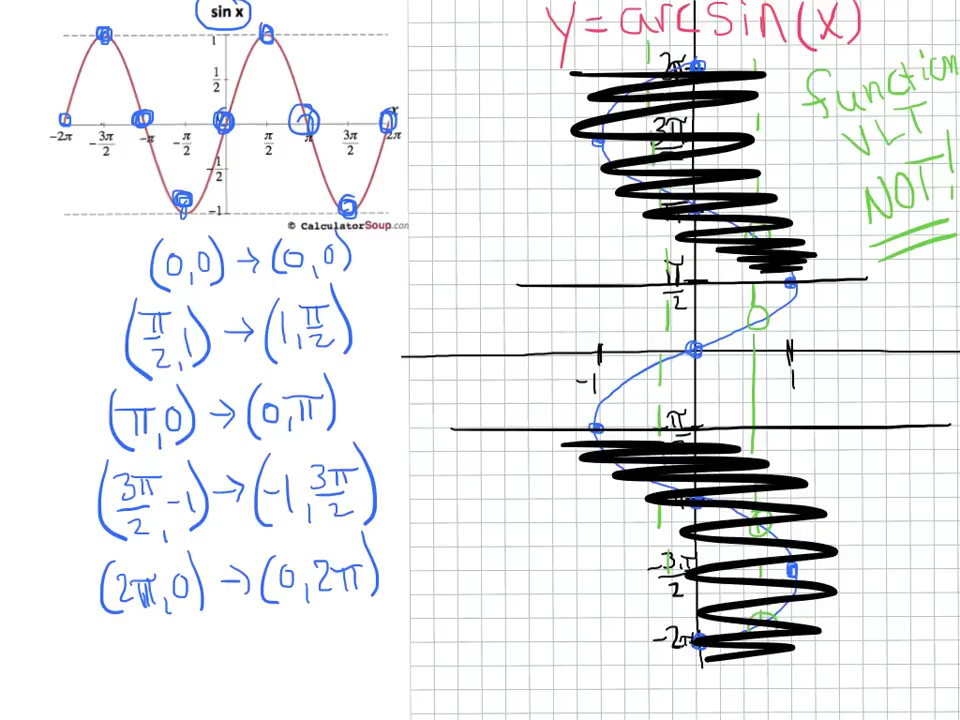 sin x
1
1/2
x
-2π -3π/2 -π -π/2 π/2 π 3π/2 2π
-1/2
-1
© CalculatorSoup.com
(0,0) → (0,0)
(π/2, 1) → (1, π/2)
(π, 0) → (0, π)
(3π/2, -1) → (-1, 3π/2)
(2π, 0) → (0, 2π)
y = arcsin(x)
function
VLT
NOT!
2π
3π/2
π/2
-1
1
-3π/2
-2π